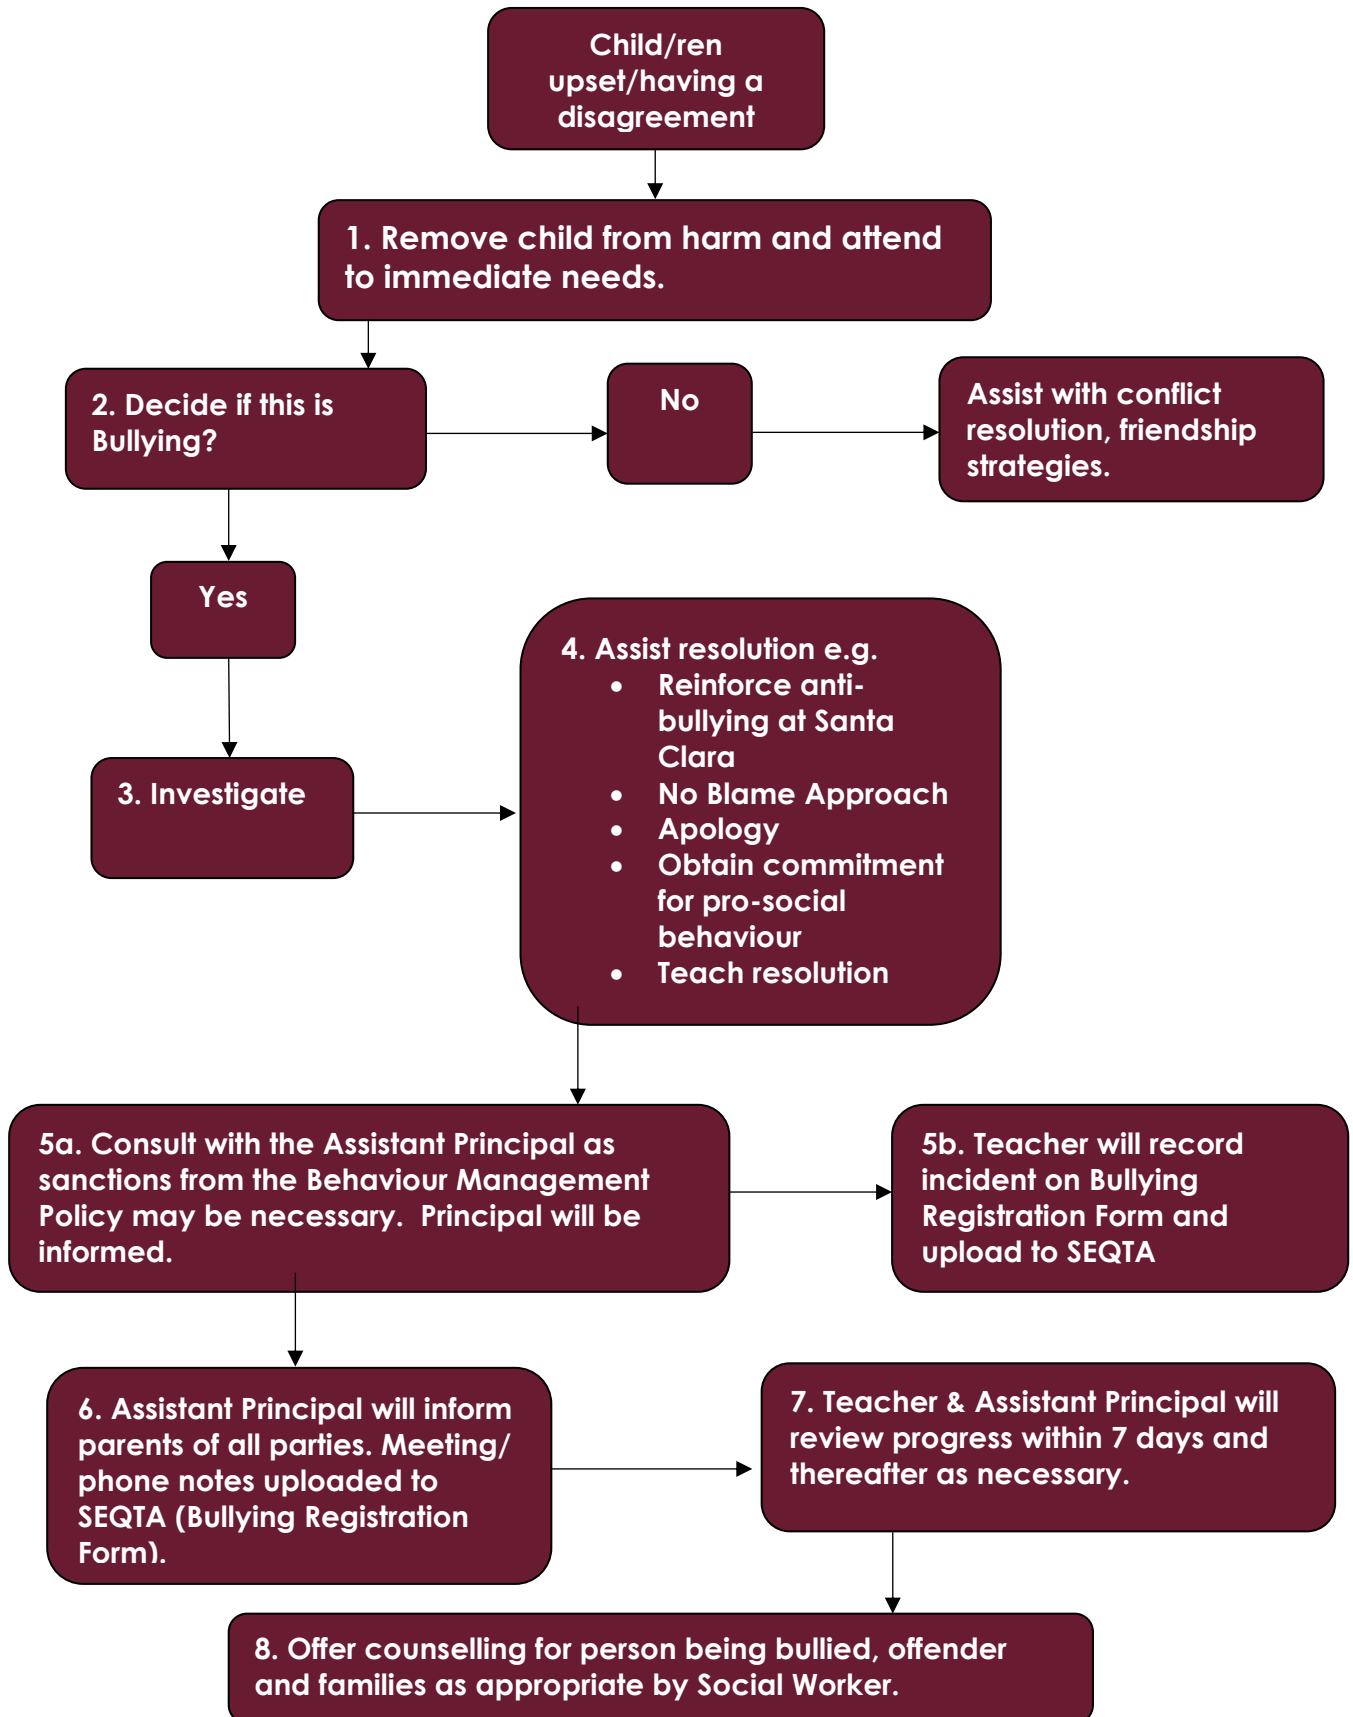 Child/ren
upset/having a
disagreement
1. Remove child from harm and attend
to immediate needs.
2. Decide if this is
Bullying?
No
Assist with conflict
resolution, friendship
strategies.
Yes
3. Investigate
4. Assist resolution e.g.
• Reinforce anti-
bullying at Santa
Clara
• No Blame Approach
• Apology
• Obtain commitment
for pro-social
behaviour
• Teach resolution
5a. Consult with the Assistant Principal as
sanctions from the Behaviour Management
Policy may be necessary.  Principal will be
informed.
5b. Teacher will record
incident on Bullying
Registration Form and
upload to SEQTA
6. Assistant Principal will inform
parents of all parties. Meeting/
phone notes uploaded to
SEQTA (Bullying Registration
Form).
7. Teacher & Assistant Principal will
review progress within 7 days and
thereafter as necessary.
8. Offer counselling for person being bullied, offender
and families as appropriate by Social Worker.